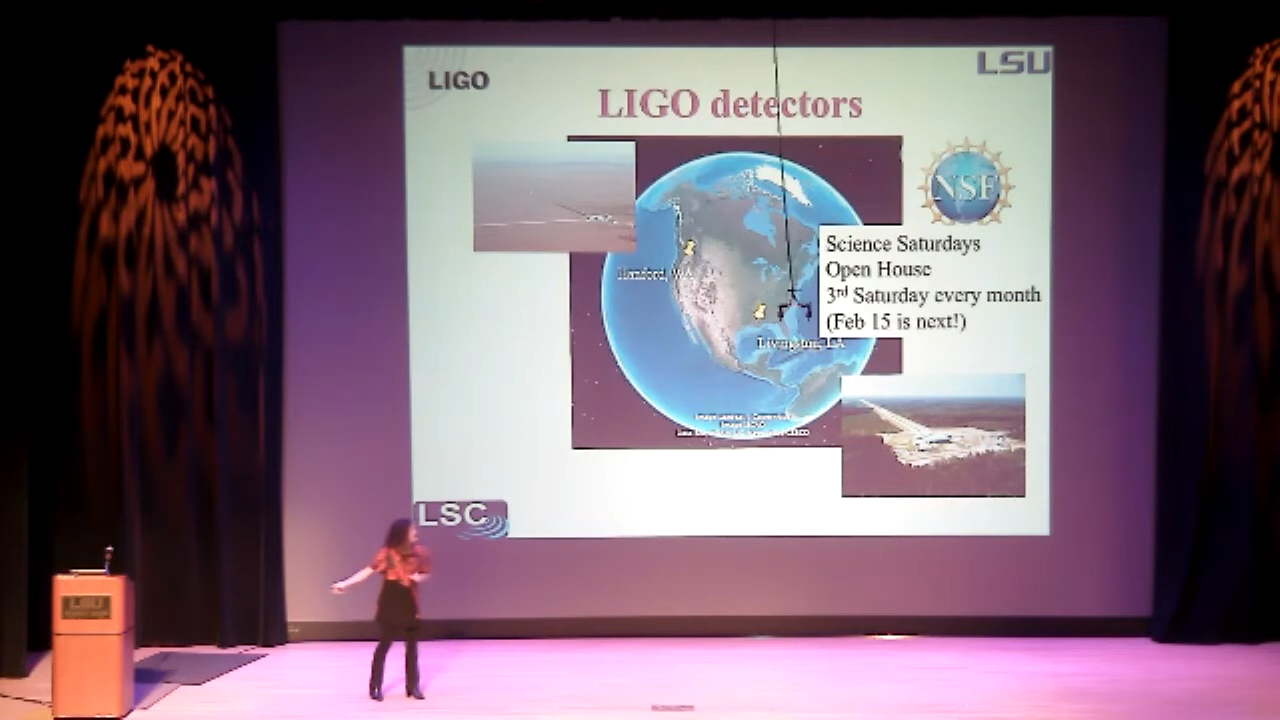 LIGO
LSU
LIGO detectors
NSF
Hanford, WA
Science Saturdays
Open House
3rd Saturday every month
(Feb 15 is next!)
Livingston, LA
LSC
LSU